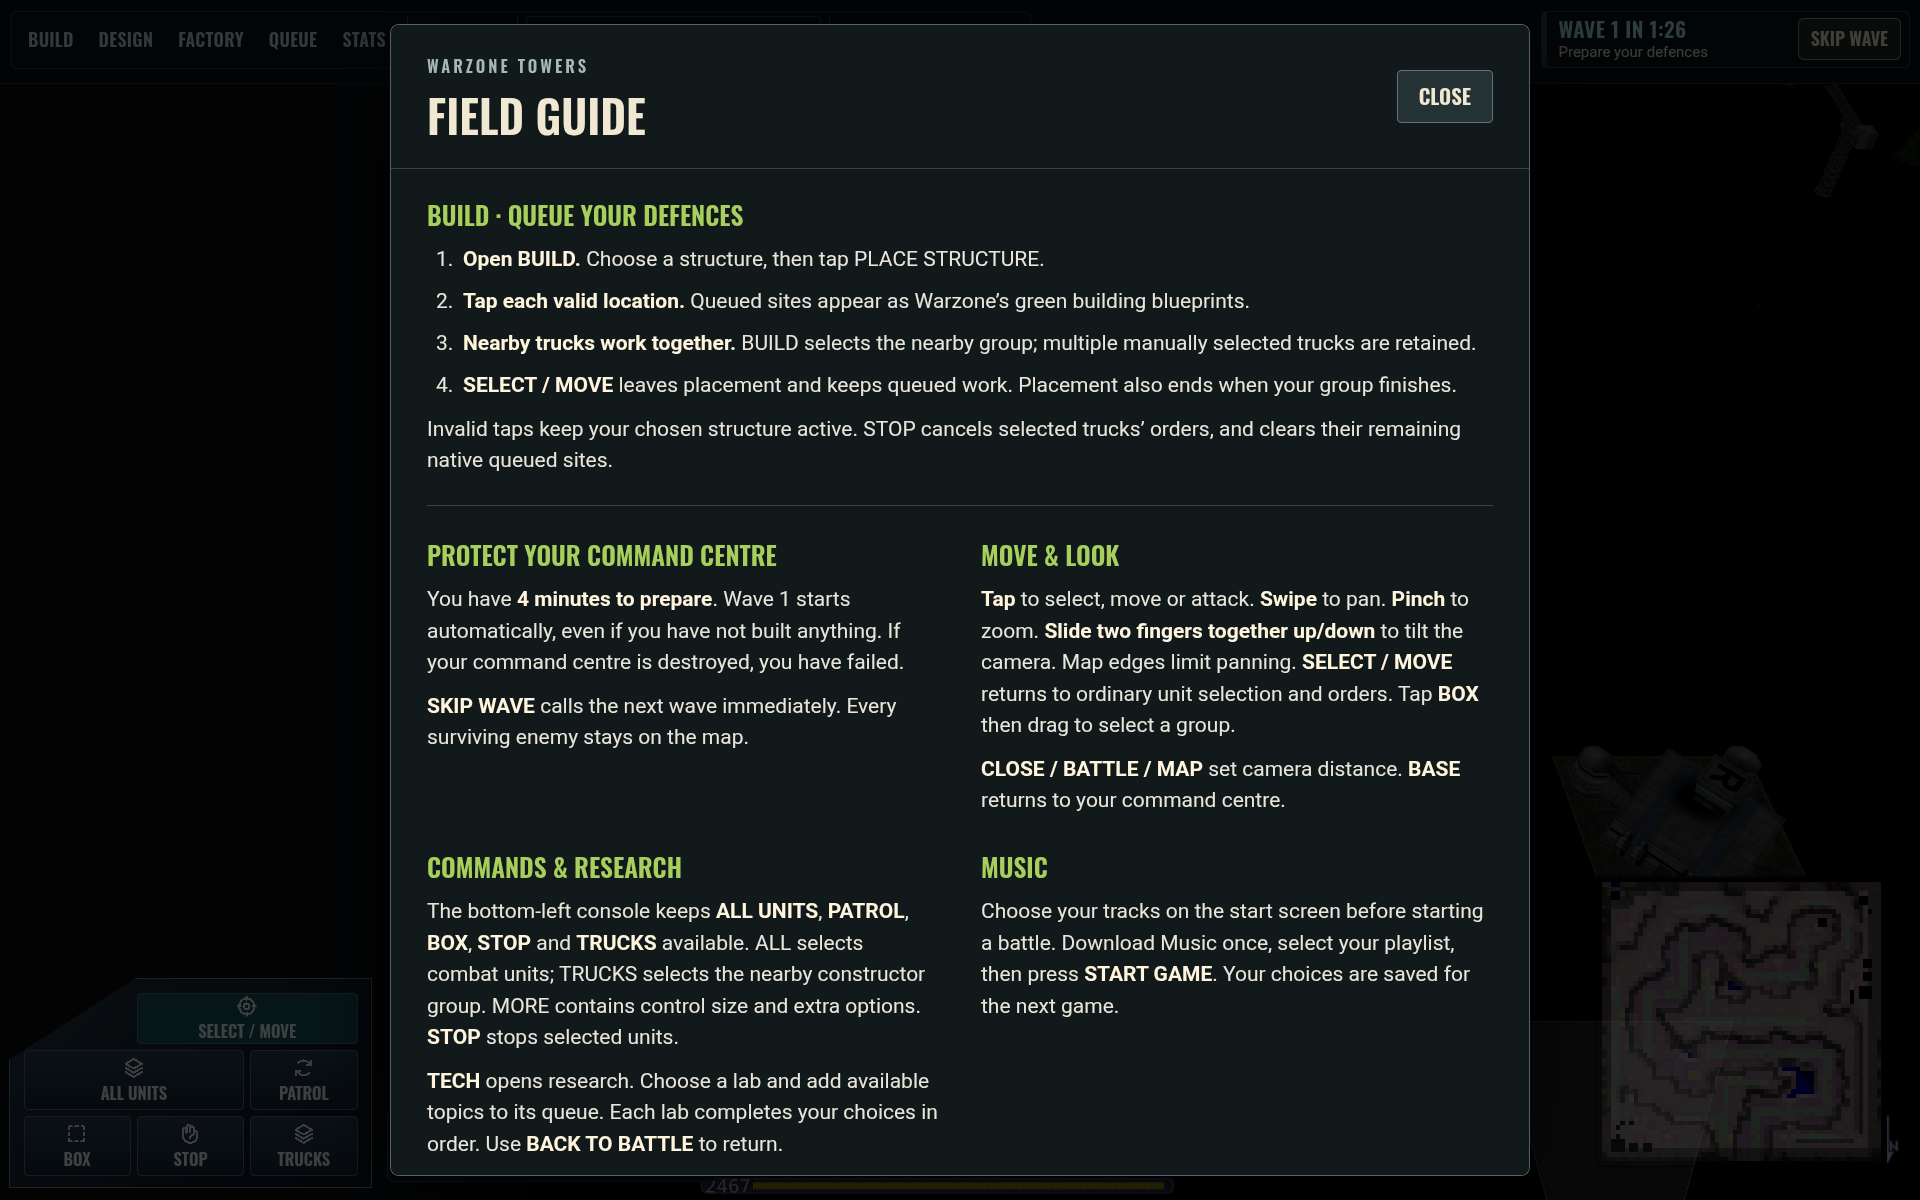 BUILD DESIGN FACTORY QUEUE STATS
WAVE 1 IN 1:26
Prepare your defences
SKIP WAVE
WARZONE TOWERS
FIELD GUIDE
CLOSE
BUILD · QUEUE YOUR DEFENCES
1. Open BUILD. Choose a structure, then tap PLACE STRUCTURE.
2. Tap each valid location. Queued sites appear as Warzone’s green building blueprints.
3. Nearby trucks work together. BUILD selects the nearby group; multiple manually selected trucks are retained.
4. SELECT / MOVE leaves placement and keeps queued work. Placement also ends when your group finishes.
Invalid taps keep your chosen structure active. STOP cancels selected trucks’ orders, and clears their remaining
native queued sites.
PROTECT YOUR COMMAND CENTRE
You have 4 minutes to prepare. Wave 1 starts
automatically, even if you have not built anything. If
your command centre is destroyed, you have failed.
SKIP WAVE calls the next wave immediately. Every
surviving enemy stays on the map.
MOVE & LOOK
Tap to select, move or attack. Swipe to pan. Pinch to
zoom. Slide two fingers together up/down to tilt the
camera. Map edges limit panning. SELECT / MOVE
returns to ordinary unit selection and orders. Tap BOX
then drag to select a group.
CLOSE / BATTLE / MAP set camera distance. BASE
returns to your command centre.
COMMANDS & RESEARCH
The bottom-left console keeps ALL UNITS, PATROL,
BOX, STOP and TRUCKS available. ALL selects
combat units; TRUCKS selects the nearby constructor
group. MORE contains control size and extra options.
STOP stops selected units.
TECH opens research. Choose a lab and add available
topics to its queue. Each lab completes your choices in
order. Use BACK TO BATTLE to return.
MUSIC
Choose your tracks on the start screen before starting
a battle. Download Music once, select your playlist,
then press START GAME. Your choices are saved for
the next game.
SELECT / MOVE
ALL UNITS PATROL
BOX STOP TRUCKS
R
N
2467